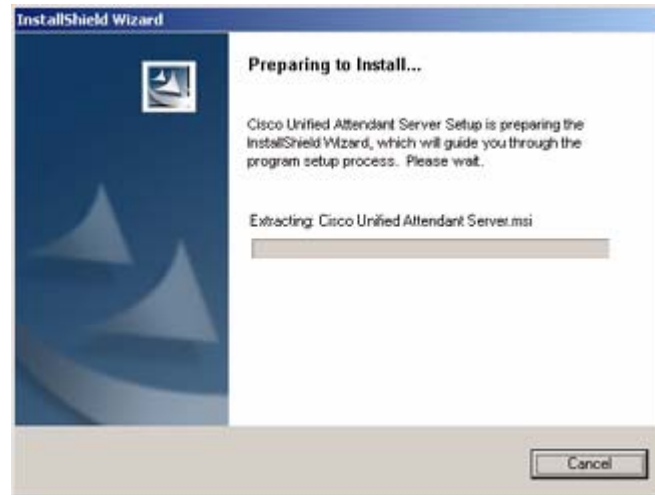 InstallShield Wizard
Preparing to Install...
Cisco Unified Attendant Server Setup is preparing the
InstallShield Wizard, which will guide you through the
program setup process. Please wait.
Extracting: Cisco Unified Attendant Server.msi
Cancel